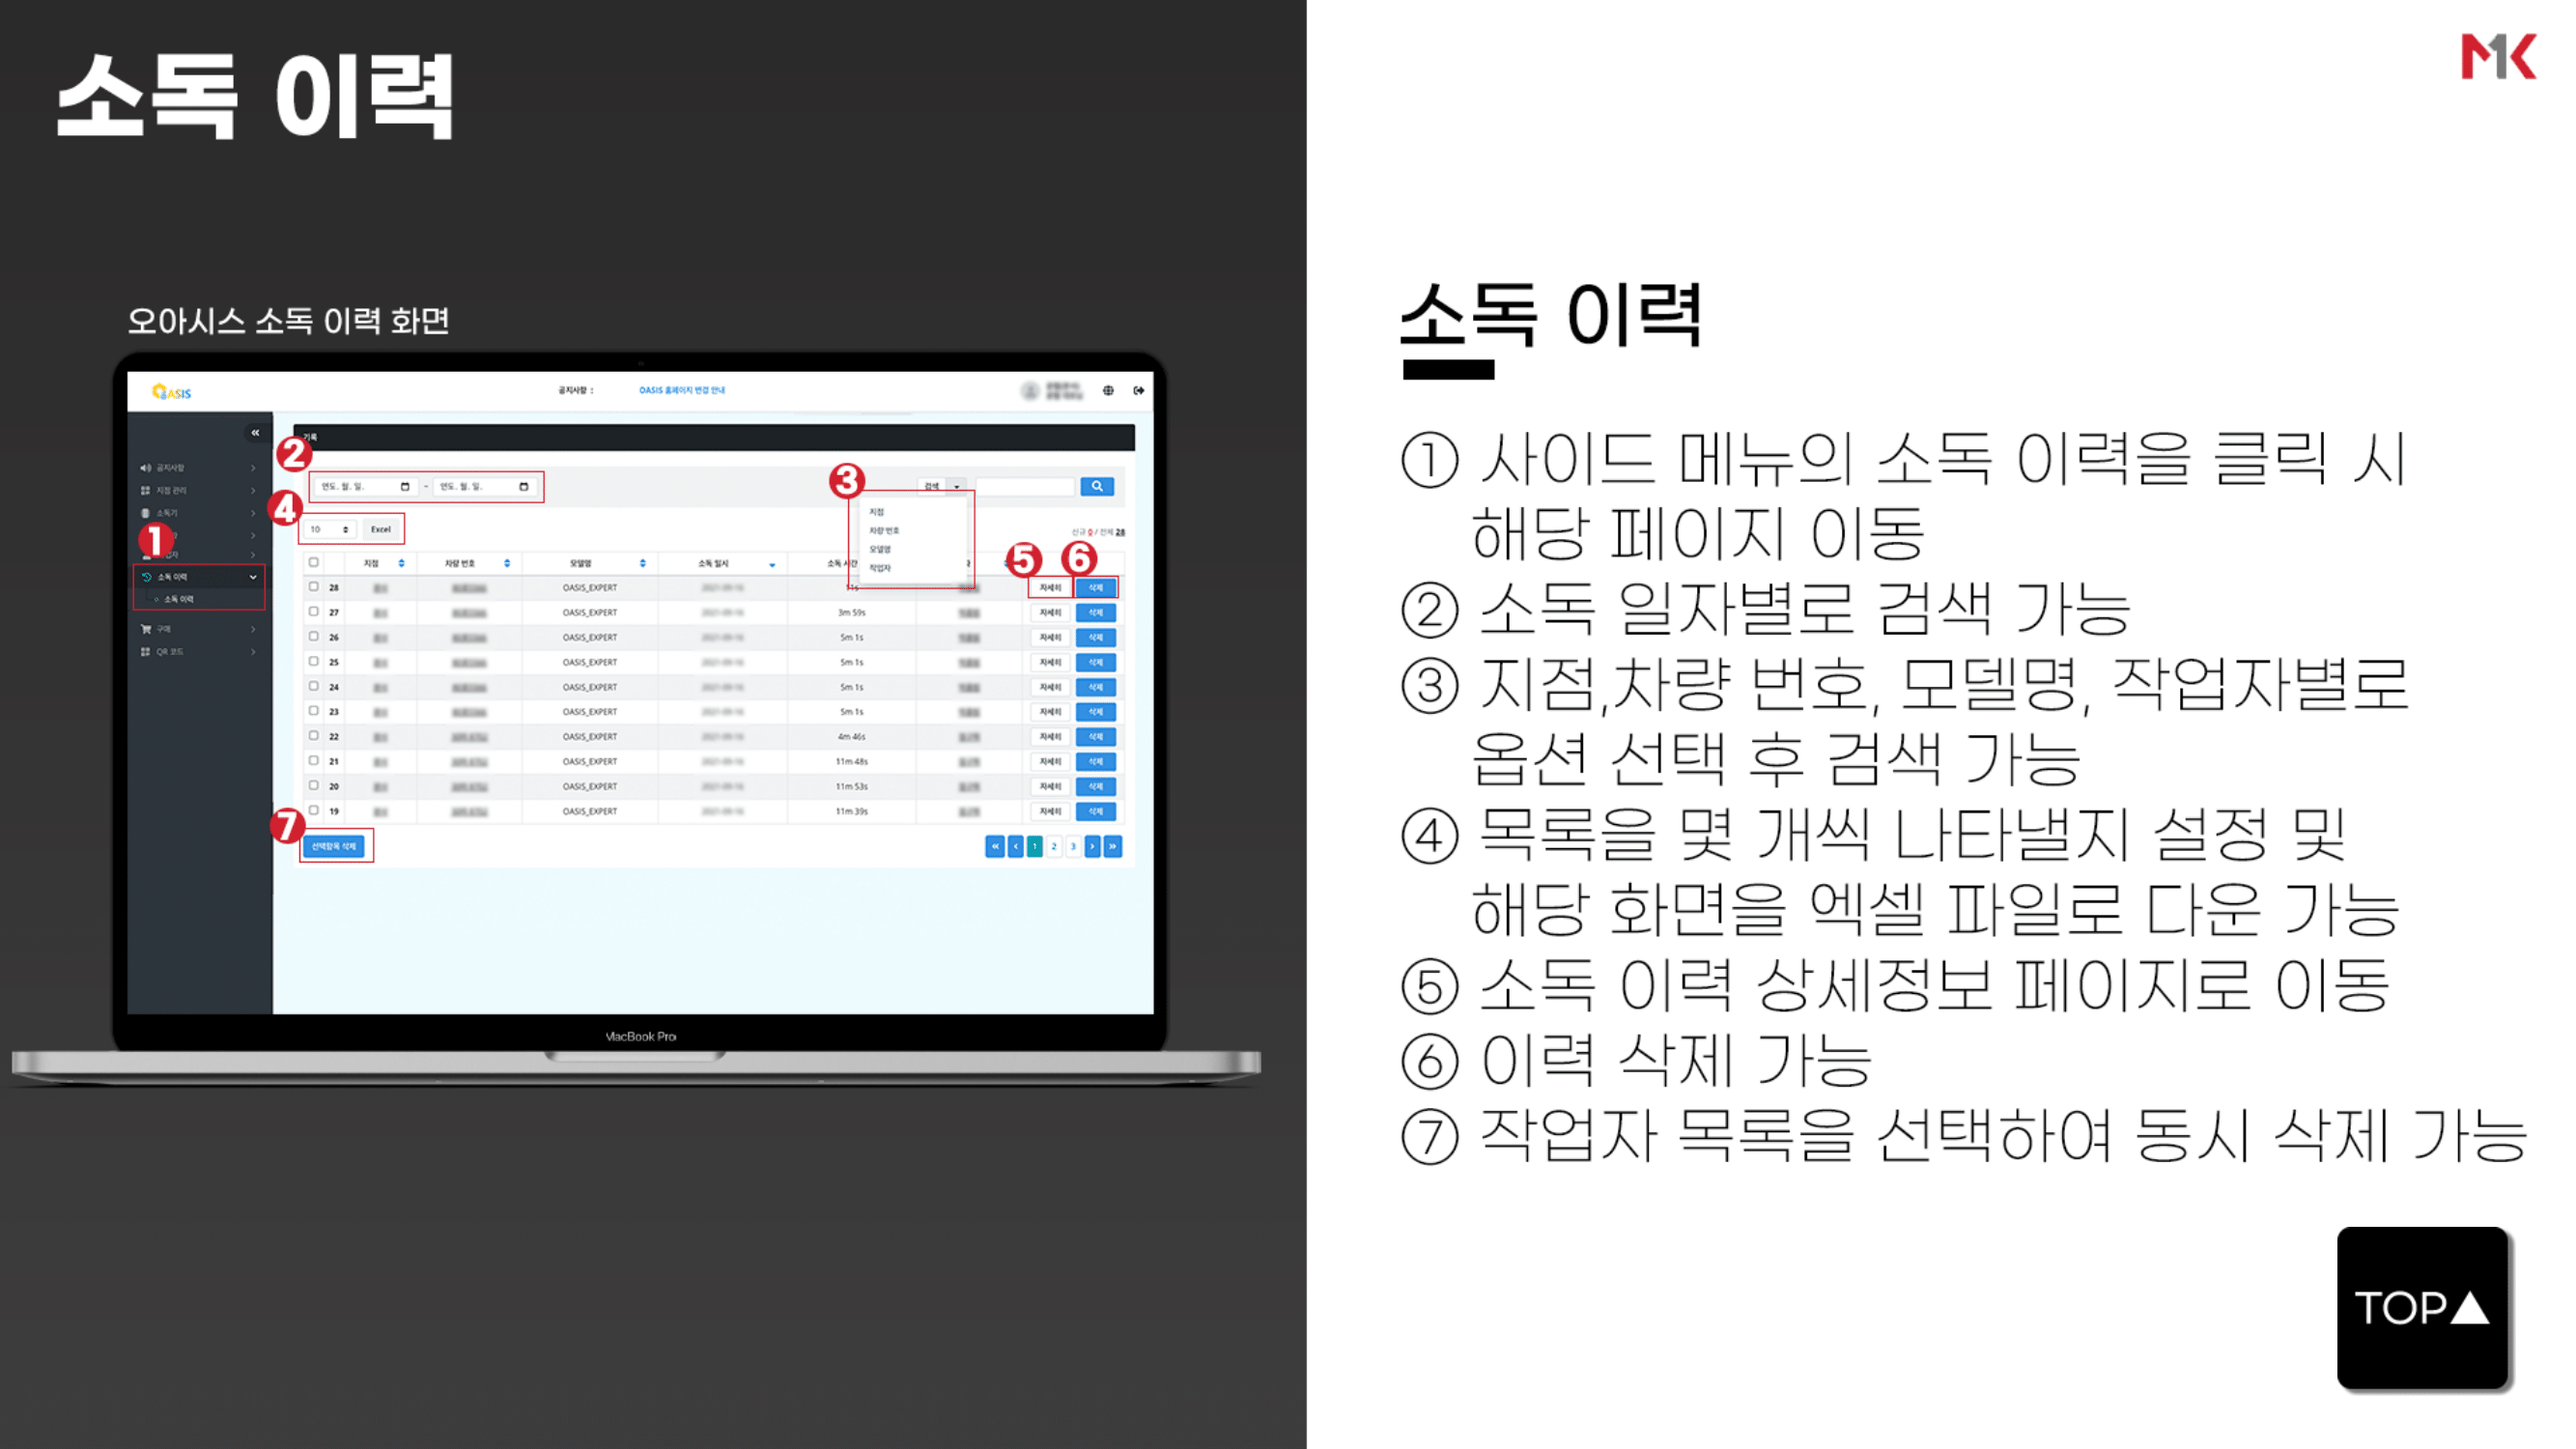 소독 이력
MK
오아시스 소독 이력 화면
OASIS
공지사항 :
OASIS 홈페이지 변경 안내
공지사항
지점 관리
소독기
소독 이력
소독 이력
구매
QR 코드
기록
연도. 월. 일. - 연도. 월. 일.
검색
지점
차량 번호
모델명
작업자
10 Excel
신규 0 / 전체 28
지점 차량 번호 모델명 소독 일시 소독 시간
28 OASIS_EXPERT 11s 자세히 삭제
27 OASIS_EXPERT 3m 59s 자세히 삭제
26 OASIS_EXPERT 5m 1s 자세히 삭제
25 OASIS_EXPERT 5m 1s 자세히 삭제
24 OASIS_EXPERT 5m 1s 자세히 삭제
23 OASIS_EXPERT 5m 1s 자세히 삭제
22 OASIS_EXPERT 4m 46s 자세히 삭제
21 OASIS_EXPERT 11m 48s 자세히 삭제
20 OASIS_EXPERT 11m 53s 자세히 삭제
19 OASIS_EXPERT 11m 39s 자세히 삭제
선택항목 삭제
« ‹ 1 2 3 › »
1
2
3
4
5
6
7
MacBook Pro
소독 이력
① 사이드 메뉴의 소독 이력을 클릭 시
해당 페이지 이동
② 소독 일자별로 검색 가능
③ 지점,차량 번호, 모델명, 작업자별로
옵션 선택 후 검색 가능
④ 목록을 몇 개씩 나타낼지 설정 및
해당 화면을 엑셀 파일로 다운 가능
⑤ 소독 이력 상세정보 페이지로 이동
⑥ 이력 삭제 가능
⑦ 작업자 목록을 선택하여 동시 삭제 가능
TOP▲